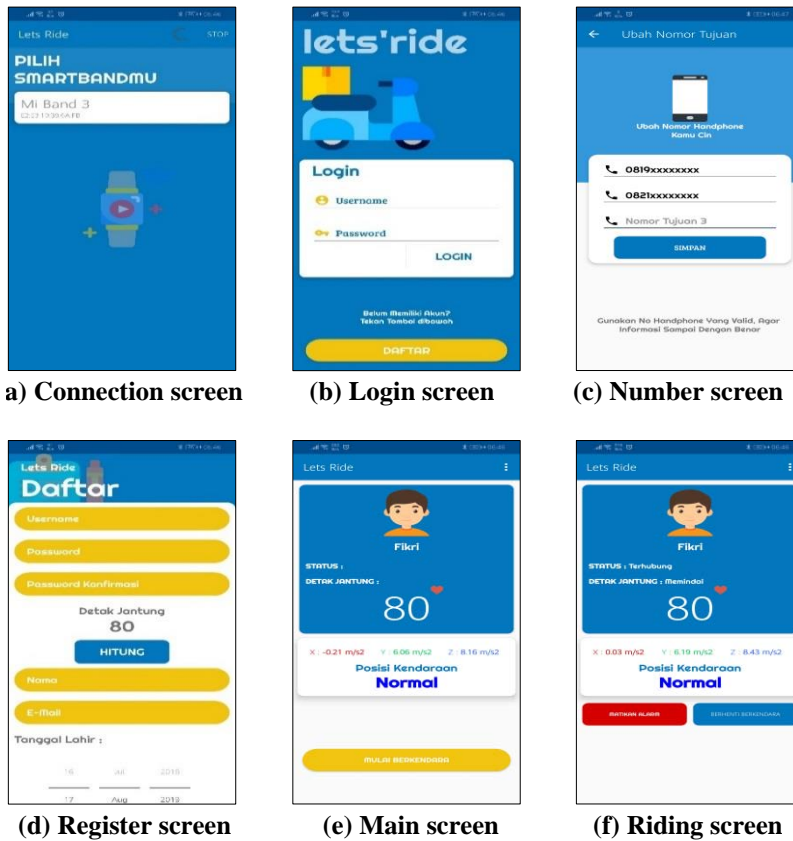 Lets Ride STOP
PILIH
SMARTBANDMU
Mi Band 3
a) Connection screen
lets'ride
Login
Username
Password
LOGIN
Belum Memiliki Akun?
Tekan Tombol dibawah
DAFTAR
(b) Login screen
Ubah Nomor Tujuan
Ubah Nomor Handphone
Kamu Cin
0819xxxxxxxx
0821xxxxxxxx
Nomor Tujuan 3
SIMPAN
Gunakan No Handphone Yang Valid, Agar
Informasi Sampai Dengan Benar
(c) Number screen
Lets Ride
Daftar
Username
Password
Password Konfirmasi
Detak Jantung
80
HITUNG
Nama
E-Mail
Tanggal Lahir :
16 Jul 2018
17 Aug 2019
(d) Register screen
Lets Ride
Fikri
STATUS :
DETAK JANTUNG :
80
X : -0.21 m/s2 Y : 6.06 m/s2 Z : 8.16 m/s2
Posisi Kendaraan
Normal
MULAI BERKENDARA
(e) Main screen
Lets Ride
Fikri
STATUS : Terhubung
DETAK JANTUNG : Memindai
80
X : 0.03 m/s2 Y : 6.19 m/s2 Z : 8.43 m/s2
Posisi Kendaraan
Normal
MATIKAN ALARM BERHENTI BERKENDARA
(f) Riding screen